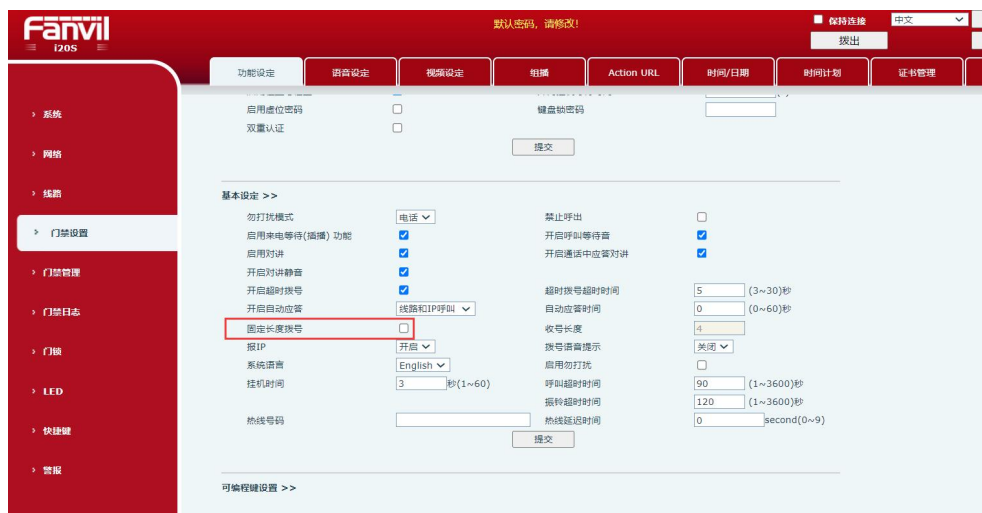 Fanvil
i20S
默认密码, 请修改!
保持连接
中文
拨出
功能设定 语音设定 视频设定 组播 Action URL 时间/日期 时间计划 证书管理
启用虚位密码 键盘锁密码
双重认证
提交
系统
网络
线路
门禁设置
门禁管理
门禁日志
门锁
LED
快捷键
警报
基本设定 >>
勿打扰模式 电话 禁止呼出
启用来电等待(插播) 功能 开启呼叫等待音
启用对讲 开启通话中应答对讲
开启对讲静音
开启超时拨号 超时拨号超时时间 5 (3~30)秒
开启自动应答 线路和IP呼叫 自动应答时间 0 (0~60)秒
固定长度拨号 收号长度 4
报IP 开启 拨号语音提示 关闭
系统语言 English 启用勿打扰
挂机时间 3 秒(1~60) 呼叫超时时间 90 (1~3600)秒
振铃超时时间 120 (1~3600)秒
热线号码 热线延迟时间 0 second(0~9)
提交
可编程键设置 >>